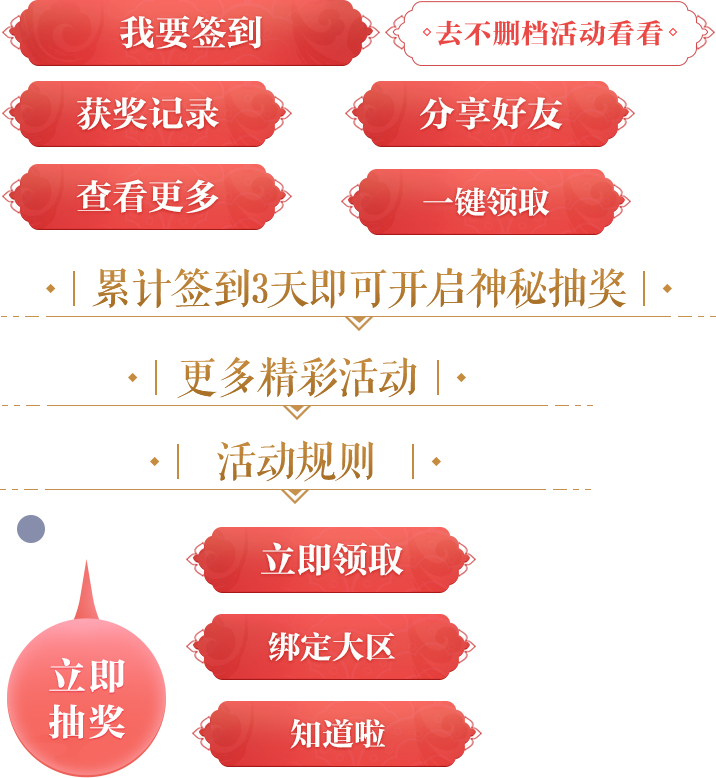 我要签到
去不删档活动看看
获奖记录
分享好友
查看更多
一键领取
累计签到3天即可开启神秘抽奖
更多精彩活动
活动规则
立即领取
绑定大区
立即
抽奖
知道啦